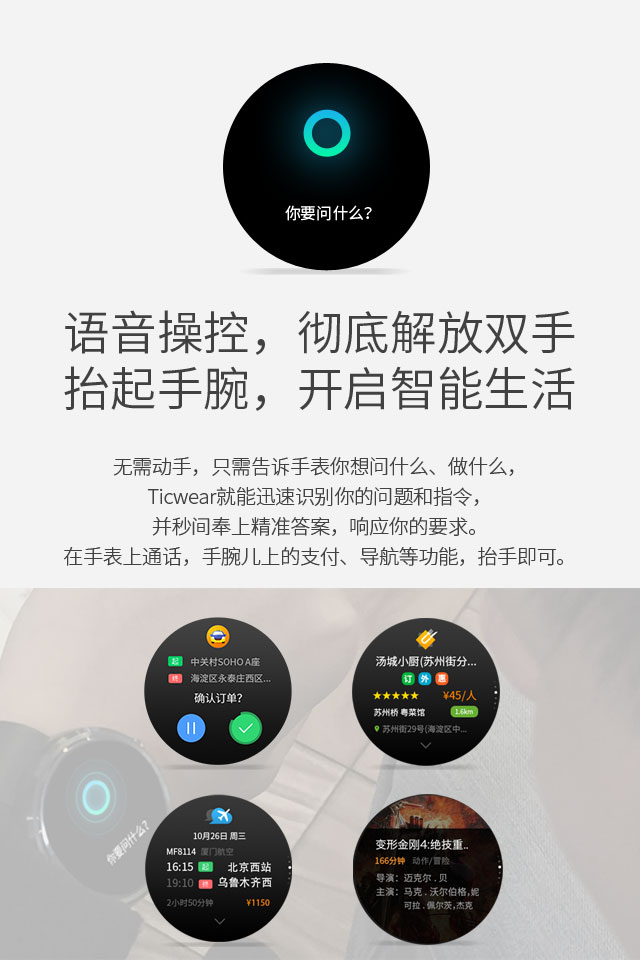 你要问什么？
语音操控，彻底解放双手
抬起手腕，开启智能生活
无需动手，只需告诉手表你想问什么、做什么，
Ticwear就能迅速识别你的问题和指令，
并秒间奉上精准答案，响应你的要求。
在手表上通话，手腕儿上的支付、导航等功能，抬手即可。
起 中关村SOHO A座
终 海淀区永泰庄西区...
确认订单？
汤城小厨(苏州街分...
订 外 惠
★★★★★ ¥45/人
苏州桥 粤菜馆 1.6km
苏州街29号(海淀区中...
你要问什么？
10月26日 周三
MF8114 厦门航空
16:15 起 北京西站
19:10 终 乌鲁木齐西
2小时50分钟 ¥1150
变形金刚4:绝技重..
166分钟 动作/冒险
导演：迈克尔 . 贝
主演：马克 . 沃尔伯格,妮
可拉 . 佩尔茨,杰克